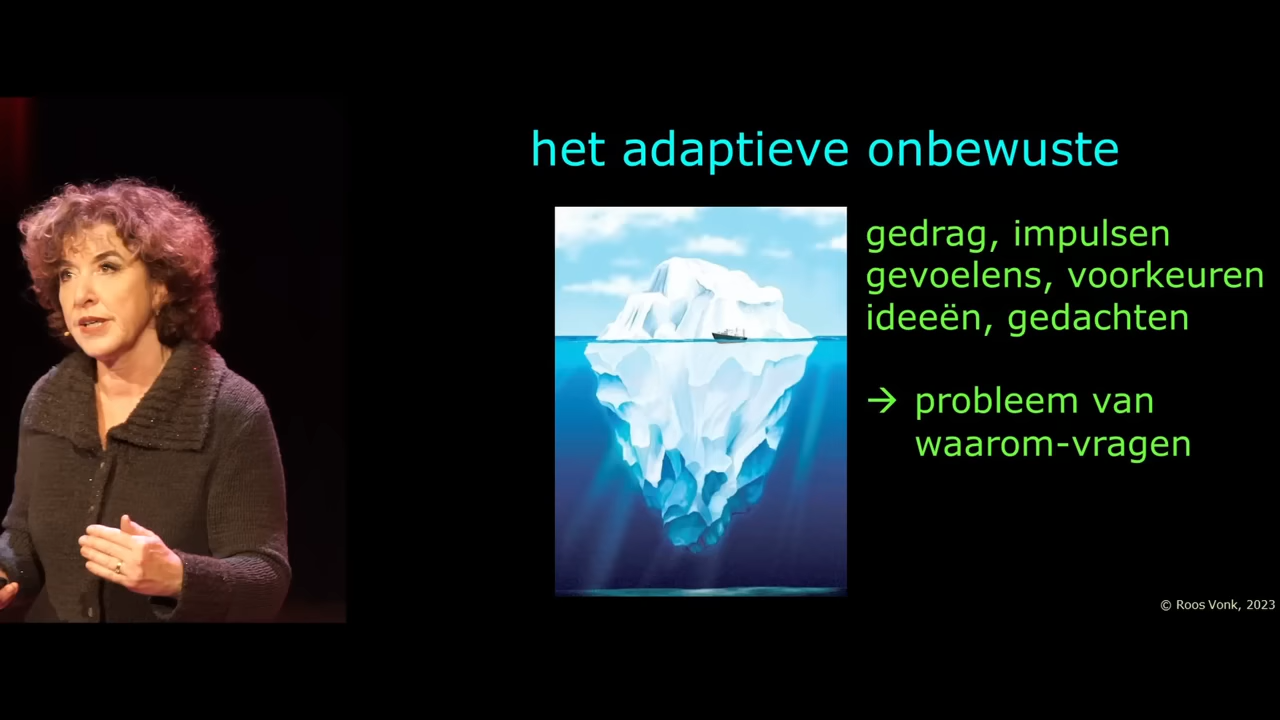 het adaptieve onbewuste
gedrag, impulsen
gevoelens, voorkeuren
ideeën, gedachten
→ probleem van
waarom-vragen
© Roos Vonk, 2023